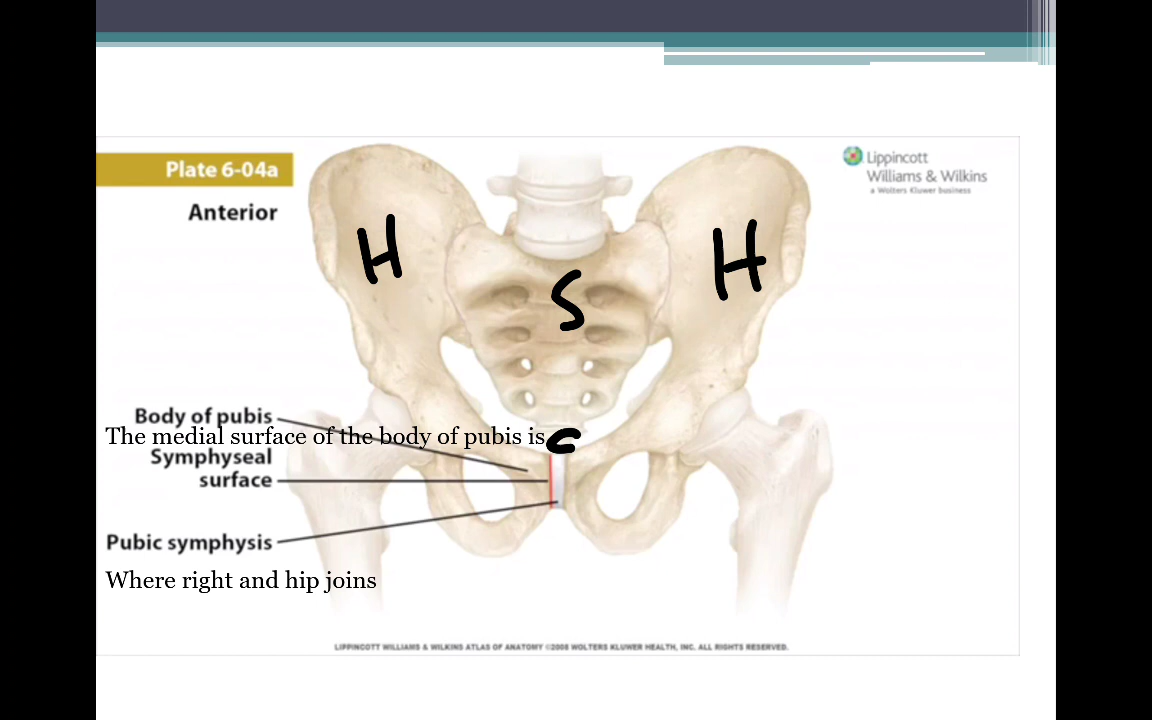 Plate 6-04a
Lippincott
Williams & Wilkins
a Wolters Kluwer business
Anterior
H
H
S
Body of pubis
The medial surface of the body of pubis is
C
Symphyseal
surface
Pubic symphysis
Where right and hip joins
LIPPINCOTT WILLIAMS & WILKINS ATLAS OF ANATOMY ©2008 WOLTERS KLUWER HEALTH, INC. ALL RIGHTS RESERVED.